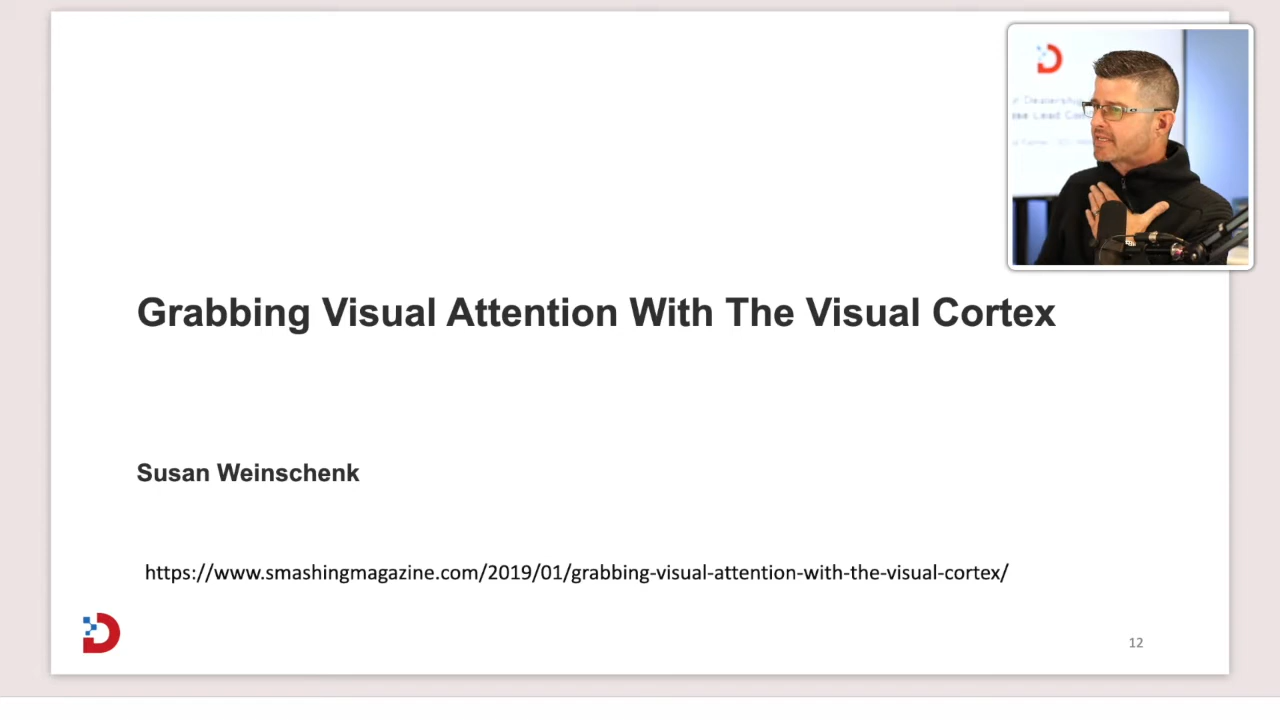 Grabbing Visual Attention With The Visual Cortex
Susan Weinschenk
https://www.smashingmagazine.com/2019/01/grabbing-visual-attention-with-the-visual-cortex/
12